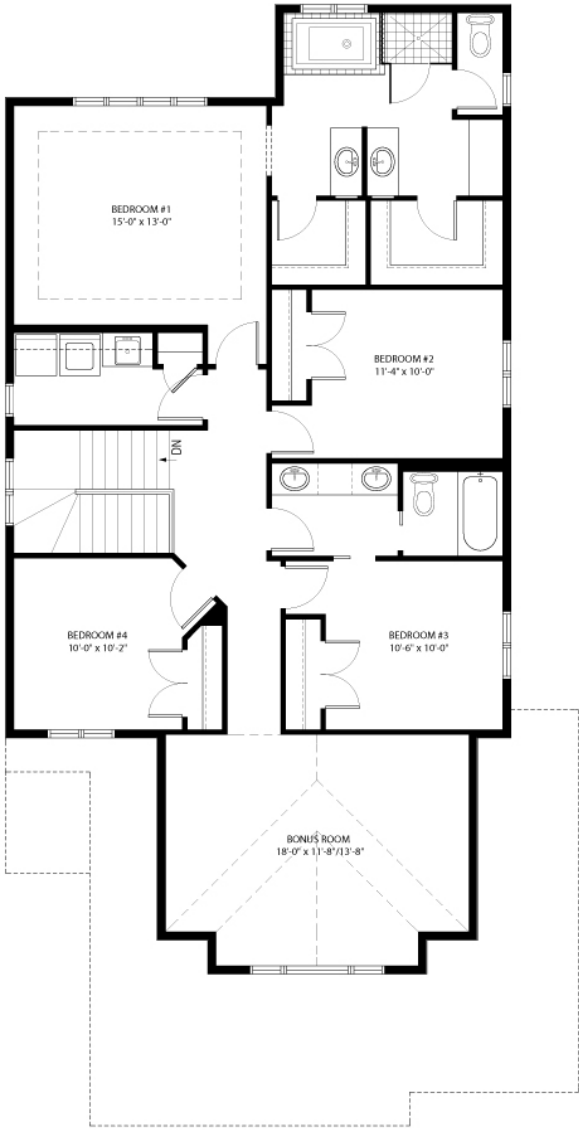 BEDROOM #1
15'-0" x 13'-0"
BEDROOM #2
11'-4" x 10'-0"
DN
BEDROOM #4
10'-0" x 10'-2"
BEDROOM #3
10'-6" x 10'-0"
BONUS ROOM
18'-0" x 11'-8"/13'-8"